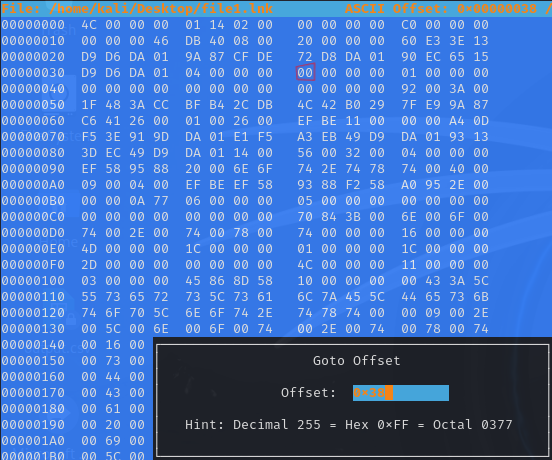 File: /home/kali/Desktop/file1.lnk ASCII Offset: 0×00000038 /
00000000 4C 00 00 00 01 14 02 00 00 00 00 00 C0 00 00 00
00000010 00 00 00 46 DB 40 08 00 20 00 00 00 60 E3 3E 13
00000020 D9 D6 DA 01 9A 87 CF DE 72 D8 DA 01 90 EC 65 15
00000030 D9 D6 DA 01 04 00 00 00 00 00 00 00 01 00 00 00
00000040 00 00 00 00 00 00 00 00 00 00 00 00 92 00 3A 00
00000050 1F 48 3A CC BF B4 2C DB 4C 42 B0 29 7F E9 9A 87
00000060 C6 41 26 00 01 00 26 00 EF BE 11 00 00 00 A4 0D
00000070 F5 3E 91 9D DA 01 E1 F5 A3 EB 49 D9 DA 01 93 13
00000080 3D EC 49 D9 DA 01 14 00 56 00 32 00 04 00 00 00
00000090 EF 58 95 88 20 00 6E 6F 74 2E 74 78 74 00 40 00
000000A0 09 00 04 00 EF BE EF 58 93 88 F2 58 A0 95 2E 00
000000B0 00 00 0A 77 06 00 00 00 05 00 00 00 00 00 00 00
000000C0 00 00 00 00 00 00 00 00 70 84 3B 00 6E 00 6F 00
000000D0 74 00 2E 00 74 00 78 00 74 00 00 00 16 00 00 00
000000E0 4D 00 00 00 1C 00 00 00 01 00 00 00 1C 00 00 00
000000F0 2D 00 00 00 00 00 00 00 4C 00 00 00 11 00 00 00
00000100 03 00 00 00 45 86 8D 58 10 00 00 00 00 43 3A 5C
00000110 55 73 65 72 73 5C 73 61 6C 7A 45 5C 44 65 73 6B
00000120 74 6F 70 5C 6E 6F 74 2E 74 78 74 00 00 09 00 2E
00000130 00 5C 00 6E 00 6F 00 74 00 2E 00 74 00 78 00 74
00000140 00 16 00
00000150 00 73 00
00000160 00 44 00
00000170 00 43 00
00000180 00 61 00
00000190 00 20 00
000001A0 00 69 00
000001B0 00 5C 00
Goto Offset
Offset: 0×38
Hint: Decimal 255 = Hex 0×FF = Octal 0377